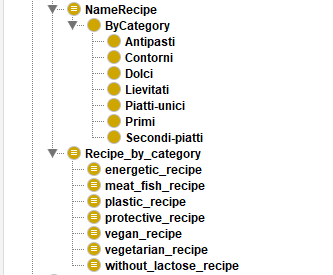 NameRecipe
ByCategory
Antipasti
Contorni
Dolci
Lievitati
Piatti-unici
Primi
Secondi-piatti
Recipe_by_category
energetic_recipe
meat_fish_recipe
plastic_recipe
protective_recipe
vegan_recipe
vegetarian_recipe
without_lactose_recipe